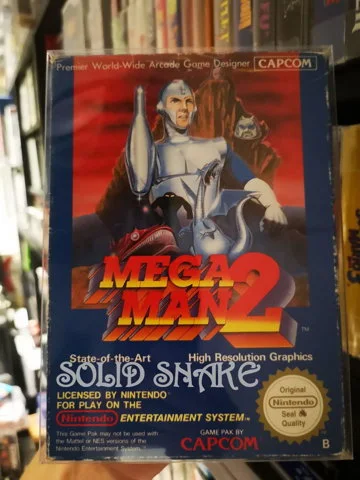 Premier World-Wide Arcade Game Designer CAPCOM
MEGA
MAN 2
TM
State-of-the-Art High Resolution Graphics
SOLID SNAKE
LICENSED BY NINTENDO
FOR PLAY ON THE
Nintendo ENTERTAINMENT SYSTEM™
This Game Pak may not be used with
the Mattel or NES versions of the
Nintendo Entertainment System.
GAME PAK BY
CAPCOM
Original
Nintendo
Seal of
Quality
B